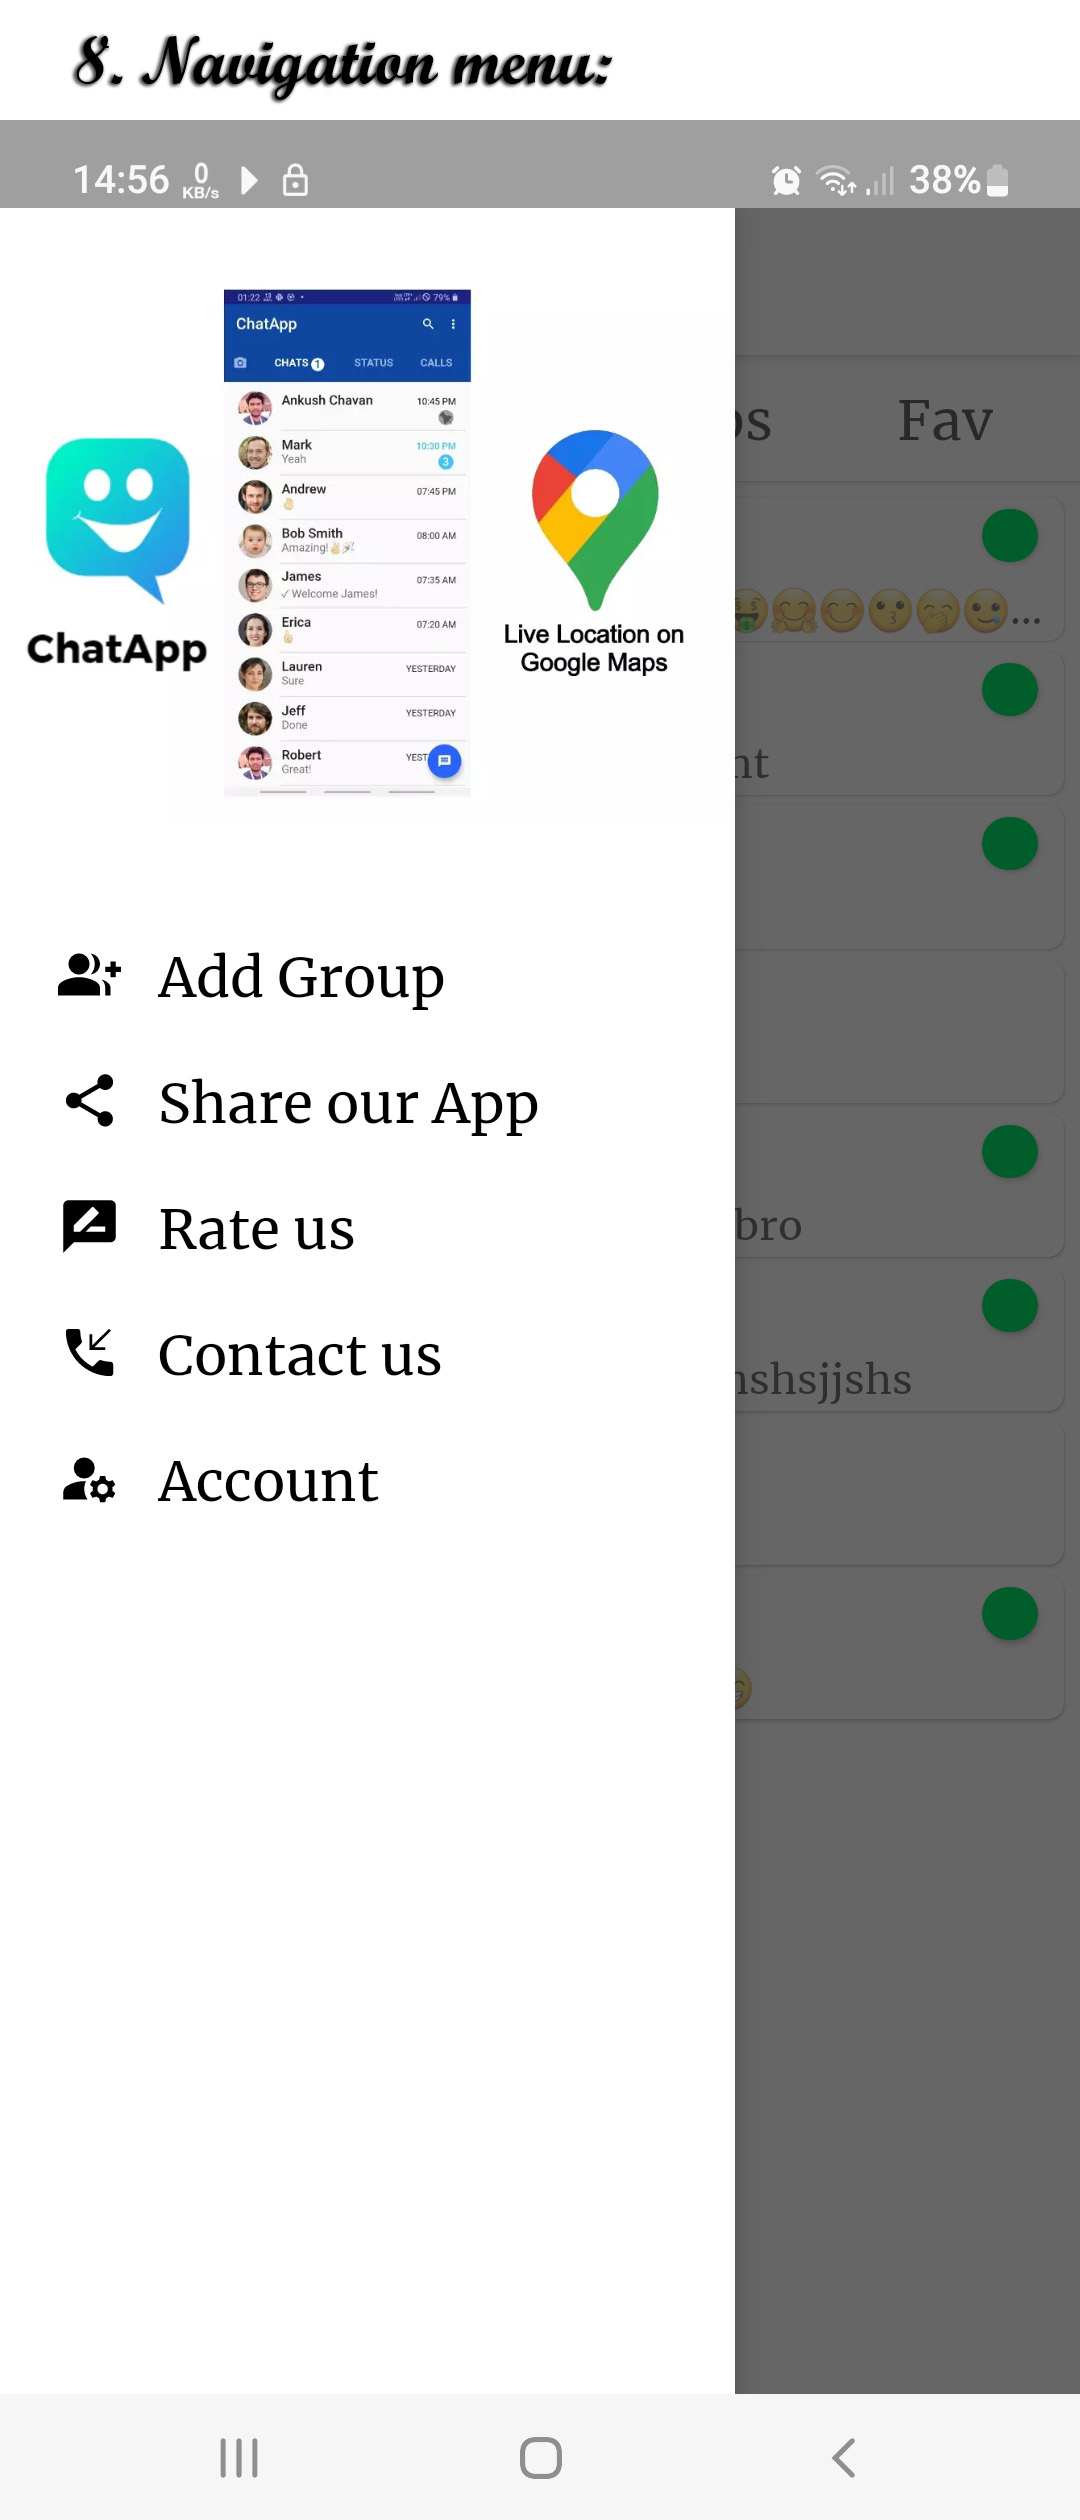 8. Navigation menu:
14:56 0 KB/s 38%
01:22 79%
ChatApp
CHATS 1 STATUS CALLS
Ankush Chavan 10:45 PM
Mark 10:30 PM
Yeah 3
Andrew 07:45 PM
Bob Smith 08:00 AM
Amazing!
James 07:35 AM
✓ Welcome James!
Erica 07:20 AM
Lauren YESTERDAY
Sure
Jeff YESTERDAY
Done
Robert YEST
Great!
ChatApp
Live Location on
Google Maps
Fav
...
Add Group
Share our App
Rate us
Contact us
Account
bro